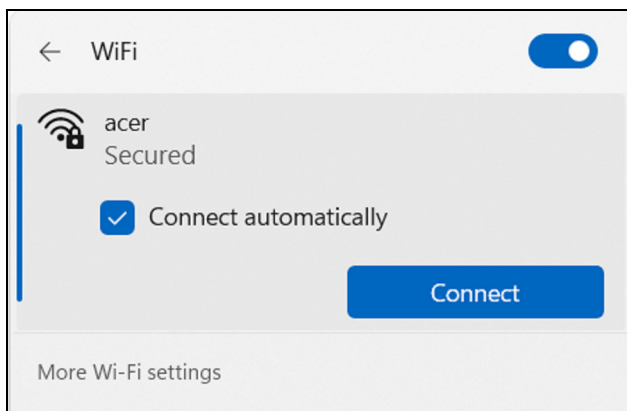 WiFi
acer
Secured
Connect automatically
Connect
More Wi-Fi settings